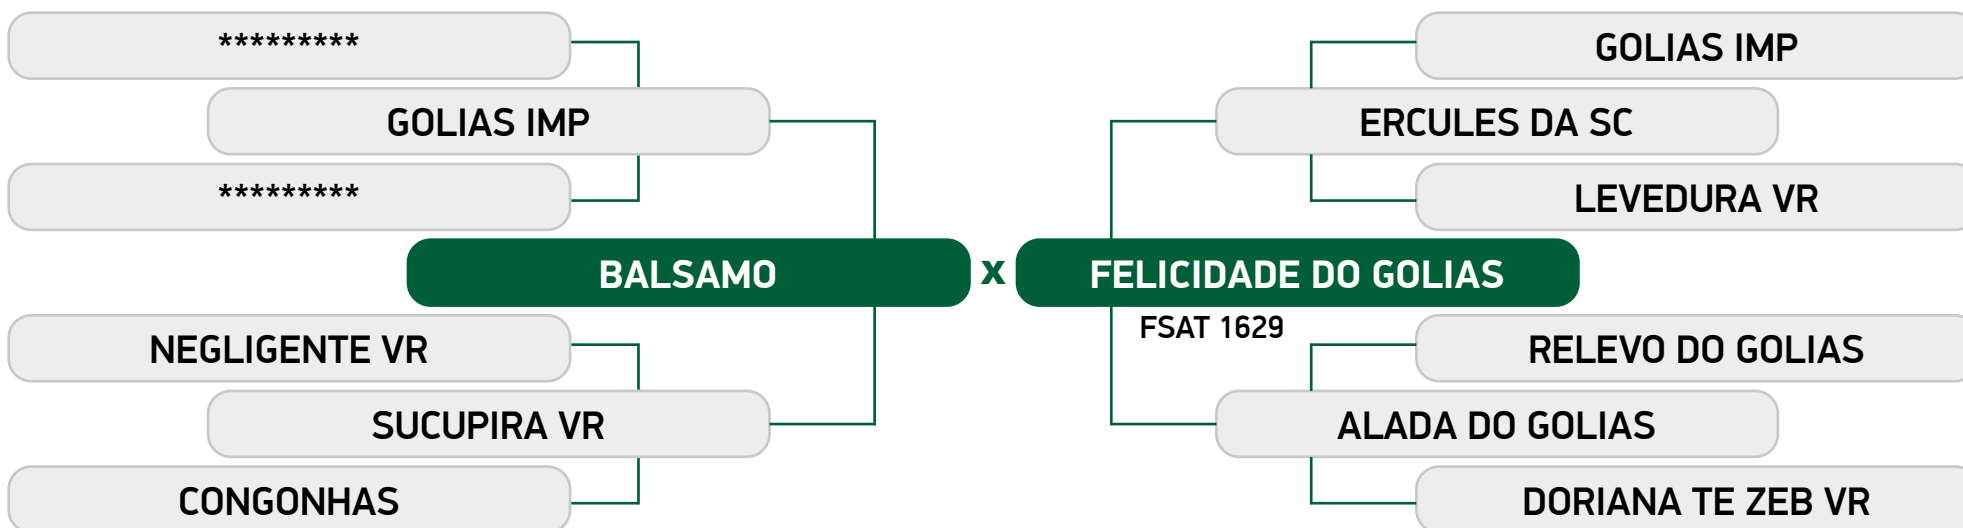 *********
GOLIAS IMP
*********
BALSAMO
NEGLIGENTE VR
SUCUPIRA VR
CONGONHAS
x
GOLIAS IMP
ERCULES DA SC
LEVEDURA VR
FELICIDADE DO GOLIAS
FSAT 1629
RELEVO DO GOLIAS
ALADA DO GOLIAS
DORIANA TE ZEB VR